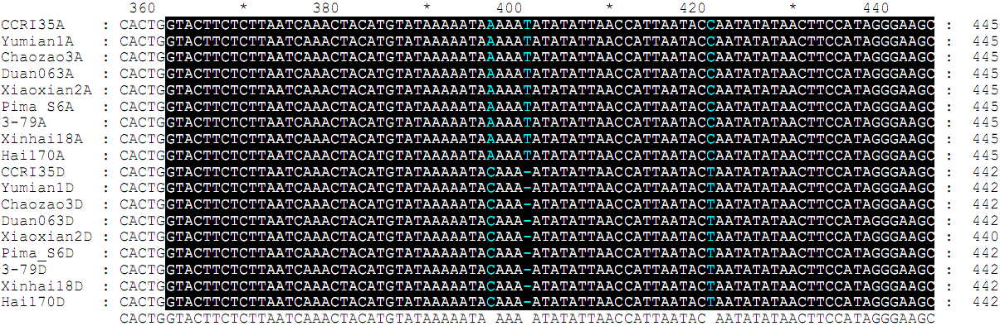 360 * 380 * 400 * 420 * 440
CCRI35A : CACTGGTACTTCTCTTAATCAAACTACATGTATAAAAATAAAAATATATATTAACCATTAATACCAATATATAACTTCCATAGGGAAGC : 445
Yumian1A : CACTGGTACTTCTCTTAATCAAACTACATGTATAAAAATAAAAATATATATTAACCATTAATACCAATATATAACTTCCATAGGGAAGC : 445
Chaozao3A : CACTGGTACTTCTCTTAATCAAACTACATGTATAAAAATAAAAATATATATTAACCATTAATACCAATATATAACTTCCATAGGGAAGC : 445
Duan063A : CACTGGTACTTCTCTTAATCAAACTACATGTATAAAAATAAAAATATATATTAACCATTAATACCAATATATAACTTCCATAGGGAAGC : 445
Xiaoxian2A : CACTGGTACTTCTCTTAATCAAACTACATGTATAAAAATAAAAATATATATTAACCATTAATACCAATATATAACTTCCATAGGGAAGC : 445
Pima S6A : CACTGGTACTTCTCTTAATCAAACTACATGTATAAAAATAAAAATATATATTAACCATTAATACCAATATATAACTTCCATAGGGAAGC : 445
3-79A : CACTGGTACTTCTCTTAATCAAACTACATGTATAAAAATAAAAATATATATTAACCATTAATACCAATATATAACTTCCATAGGGAAGC : 445
Xinhai18A : CACTGGTACTTCTCTTAATCAAACTACATGTATAAAAATAAAAATATATATTAACCATTAATACCAATATATAACTTCCATAGGGAAGC : 445
Hai170A : CACTGGTACTTCTCTTAATCAAACTACATGTATAAAAATAAAAATATATATTAACCATTAATACCAATATATAACTTCCATAGGGAAGC : 445
CCRI35D : CACTGGTACTTCTCTTAATCAAACTACATGTATAAAAATACAAA-ATATATTAACCATTAATACTAATATATAACTTCCATAGGGAAGC : 442
Yumian1D : CACTGGTACTTCTCTTAATCAAACTACATGTATAAAAATACAAA-ATATATTAACCATTAATACTAATATATAACTTCCATAGGGAAGC : 442
Chaozao3D : CACTGGTACTTCTCTTAATCAAACTACATGTATAAAAATACAAA-ATATATTAACCATTAATACTAATATATAACTTCCATAGGGAAGC : 442
Duan063D : CACTGGTACTTCTCTTAATCAAACTACATGTATAAAAATACAAA-ATATATTAACCATTAATACTAATATATAACTTCCATAGGGAAGC : 442
Xiaoxian2D : CACTGGTACTTCTCTTAATCAAACTACATGTATAAAAATACAAA-ATATATTAACCATTAATACTAATATATAACTTCCATAGGGAAGC : 440
Pima_S6D : CACTGGTACTTCTCTTAATCAAACTACATGTATAAAAATACAAA-ATATATTAACCATTAATACTAATATATAACTTCCATAGGGAAGC : 442
3-79D : CACTGGTACTTCTCTTAATCAAACTACATGTATAAAAATACAAA-ATATATTAACCATTAATACTAATATATAACTTCCATAGGGAAGC : 442
Xinhai18D : CACTGGTACTTCTCTTAATCAAACTACATGTATAAAAATACAAA-ATATATTAACCATTAATACTAATATATAACTTCCATAGGGAAGC : 442
Hai170D : CACTGGTACTTCTCTTAATCAAACTACATGTATAAAAATACAAA-ATATATTAACCATTAATACTAATATATAACTTCCATAGGGAAGC : 442
CACTGGTACTTCTCTTAATCAAACTACATGTATAAAAATA AAA ATATATTAACCATTAATAC AATATATAACTTCCATAGGGAAGC